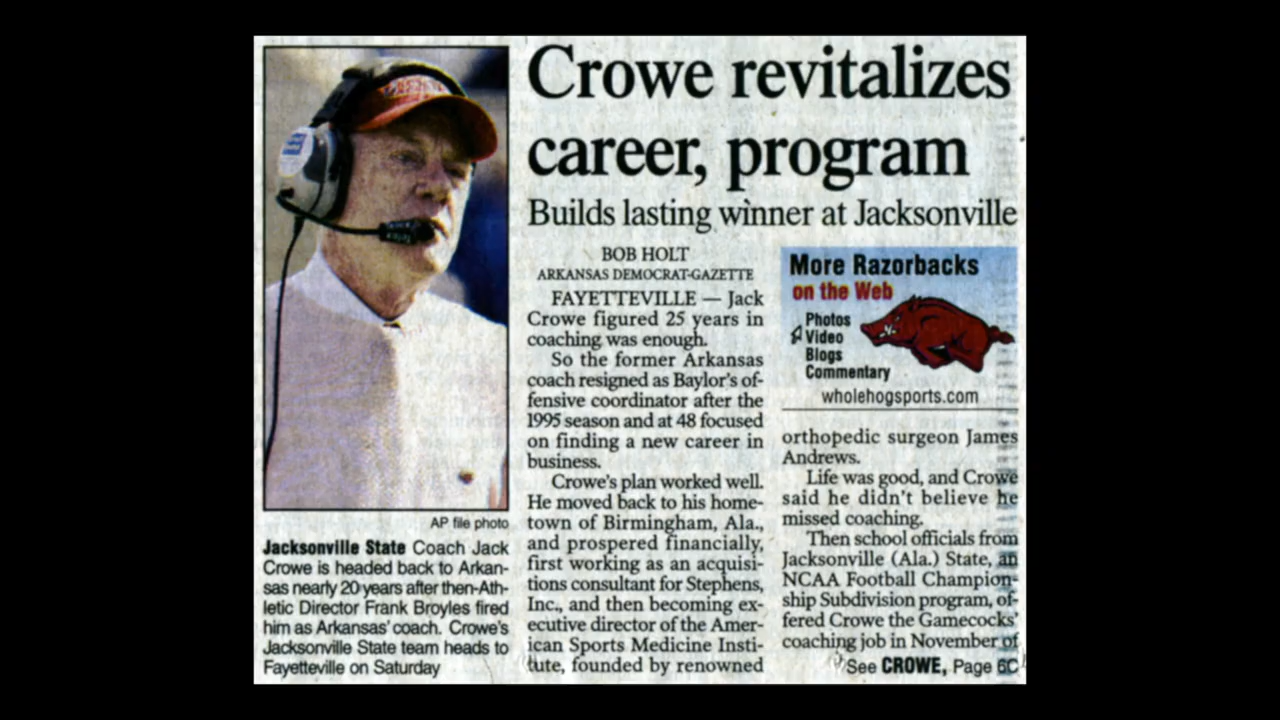 Crowe revitalizes
career, program
Builds lasting winner at Jacksonville
BOB HOLT
ARKANSAS DEMOCRAT-GAZETTE
FAYETTEVILLE — Jack
Crowe figured 25 years in
coaching was enough.
So the former Arkansas
coach resigned as Baylor's of-
fensive coordinator after the
1995 season and at 48 focused
on finding a new career in
business.
Crowe's plan worked well.
He moved back to his home-
town of Birmingham, Ala.,
and prospered financially,
first working as an acquisi-
tions consultant for Stephens,
Inc., and then becoming ex-
ecutive director of the Amer-
ican Sports Medicine Insti-
tute, founded by renowned
More Razorbacks
on the Web
Photos
Video
Blogs
Commentary
wholehogsports.com
orthopedic surgeon James
Andrews.
Life was good, and Crowe
said he didn't believe he
missed coaching.
Then school officials from
Jacksonville (Ala.) State, an
NCAA Football Champion-
ship Subdivision program, of-
fered Crowe the Gamecocks'
coaching job in November of
See CROWE, Page 6C
AP file photo
Jacksonville State Coach Jack
Crowe is headed back to Arkan-
sas nearly 20 years after then-Ath-
letic Director Frank Broyles fired
him as Arkansas' coach. Crowe's
Jacksonville State team heads to
Fayetteville on Saturday